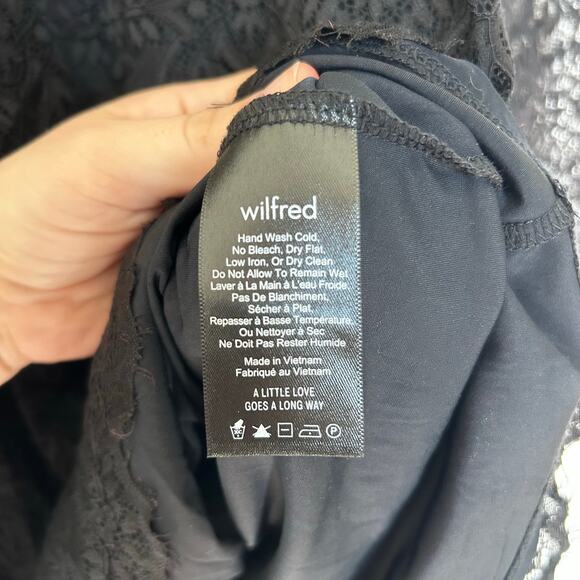 wilfred
Hand Wash Cold,
No Bleach, Dry Flat,
Low Iron, Or Dry Clean
Do Not Allow To Remain Wet
Laver à La Main à L'eau Froide,
Pas De Blanchiment,
Sécher à Plat,
Repasser à Basse Température,
Ou Nettoyer à Sec
Ne Doit Pas Rester Humide
Made in Vietnam
Fabriqué au Vietnam
A LITTLE LOVE
GOES A LONG WAY
P